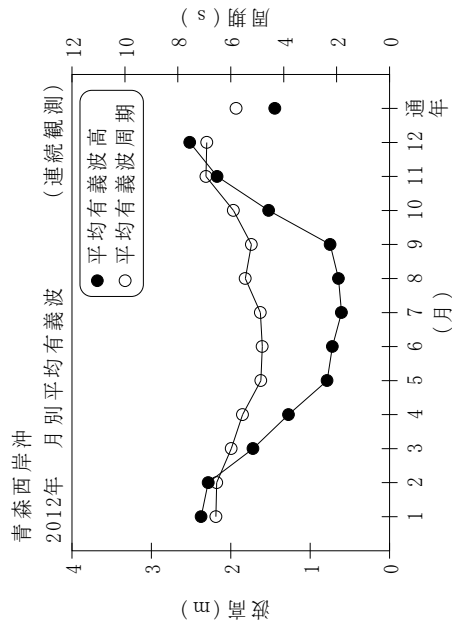 青森西岸沖
2012年 月別平均有義波 (連続観測)
● 平均有義波高
○ 平均有義波周期
波高(m)
4
3
2
1
0
周期(s)
12
10
8
6
4
2
0
1 2 3 4 5 6 7 8 9 10 11 12 通年
(月)